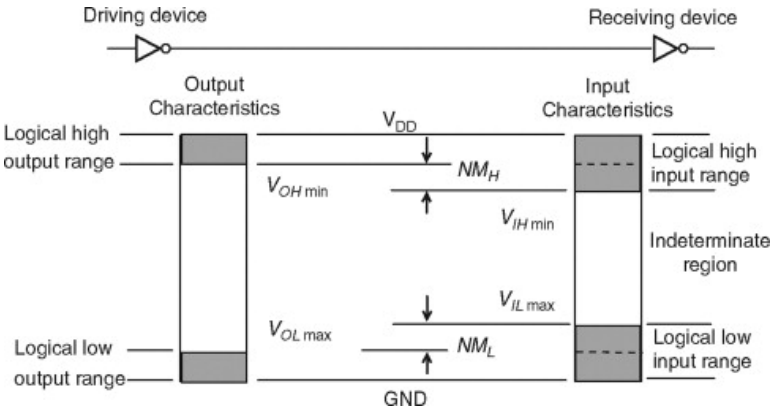 Driving device
Receiving device
Output
Characteristics
Input
Characteristics
V_DD
Logical high
output range
NM_H
Logical high
input range
V_OH min
V_IH min
Indeterminate
region
V_IL max
V_OL max
Logical low
output range
NM_L
Logical low
input range
GND